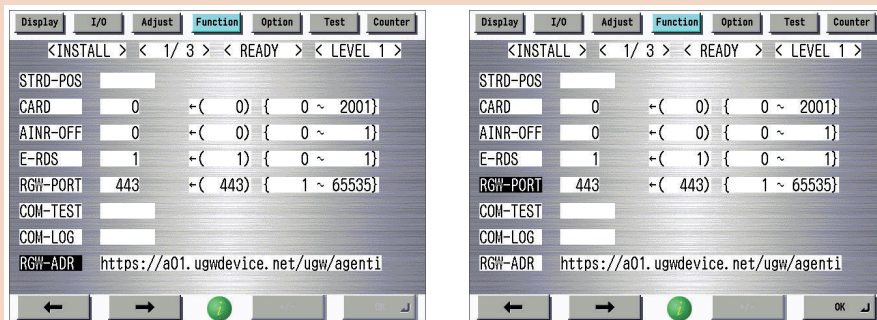 Display I/O Adjust Function Option Test Counter
<INSTALL > < 1/ 3 > < READY > < LEVEL 1 >
STRD-POS
CARD 0 ←( 0) { 0 ~ 2001}
AINR-OFF 0 ←( 0) { 0 ~ 1}
E-RDS 1 ←( 1) { 0 ~ 1}
RGW-PORT 443 ←( 443) { 1 ~ 65535}
COM-TEST
COM-LOG
RGW-ADR https://a01.ugwdevice.net/ugw/agenti
Display I/O Adjust Function Option Test Counter
<INSTALL > < 1/ 3 > < READY > < LEVEL 1 >
STRD-POS
CARD 0 ←( 0) { 0 ~ 2001}
AINR-OFF 0 ←( 0) { 0 ~ 1}
E-RDS 1 ←( 1) { 0 ~ 1}
RGW-PORT 443 ←( 443) { 1 ~ 65535}
COM-TEST
COM-LOG
RGW-ADR https://a01.ugwdevice.net/ugw/agenti
OK